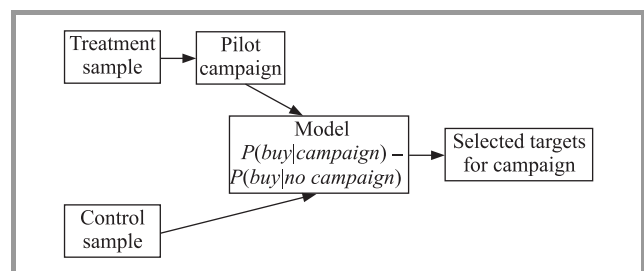 Treatment
sample
Pilot
campaign
Model
P(buy|campaign) –
P(buy|no campaign)
Selected targets
for campaign
Control
sample